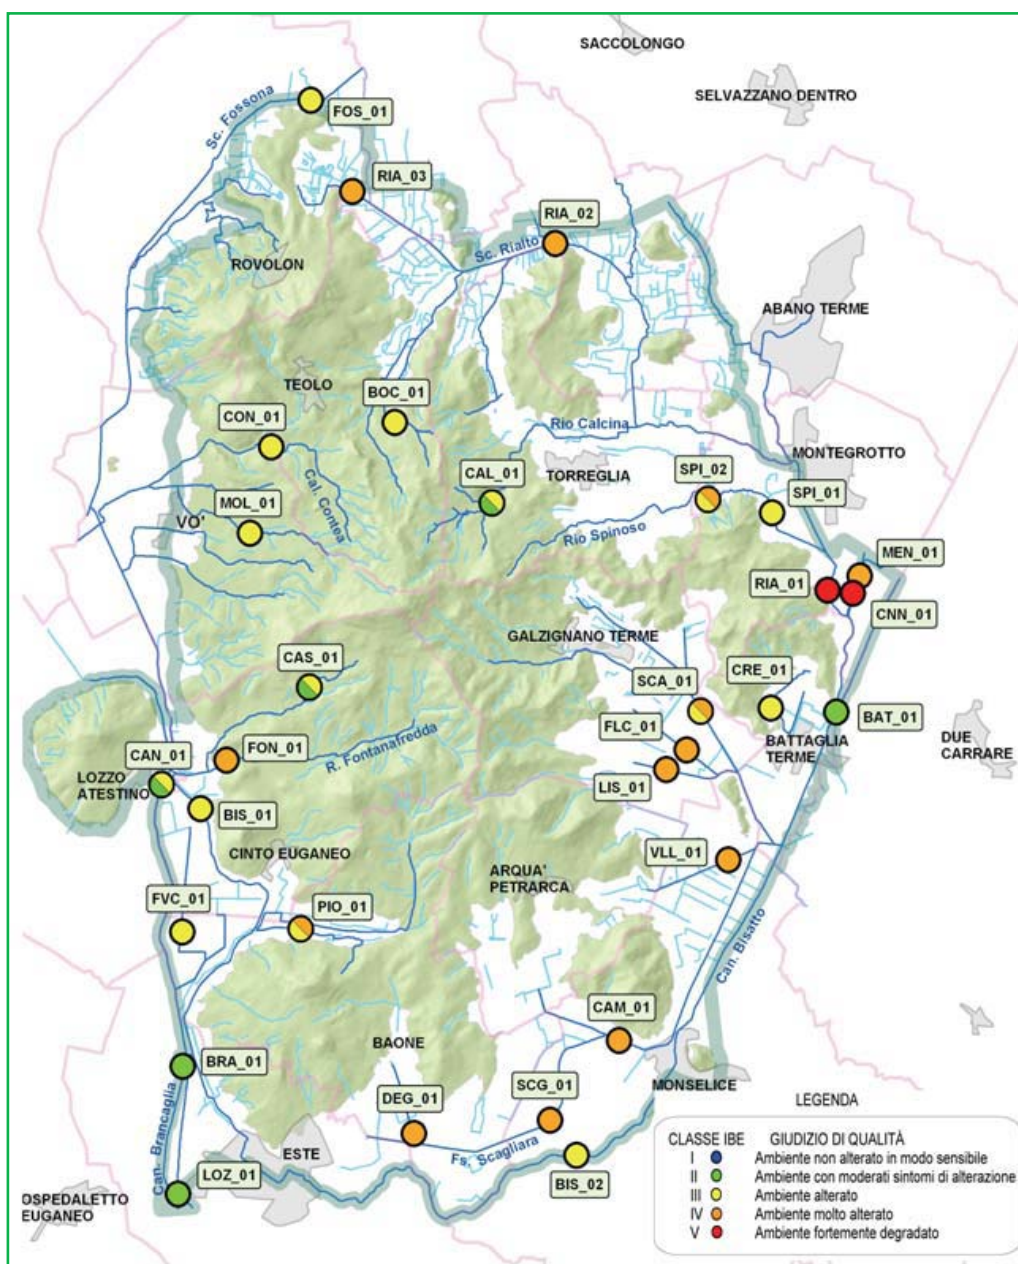 SACCOLONGO
SELVAZZANO DENTRO
Sc. Fossona
FOS_01
RIA_03
RIA_02
Sc. Rialto
ROVOLON
ABANO TERME
TEOLO
BOC_01
CON_01
Rio Calcina
MONTEGROTTO
CAL_01
TORREGLIA
SPI_02
SPI_01
MOL_01
Cal. Contea
VO'
Rio Spinoso
MEN_01
RIA_01
CNN_01
GALZIGNANO TERME
CAS_01
SCA_01
CRE_01
BAT_01
FLC_01
DUE
CARRARE
BATTAGLIA
TERME
CAN_01
FON_01
R. Fontanafredda
LOZZO
ATESTINO
LIS_01
BIS_01
CINTO EUGANEO
VLL_01
ARQUA'
PETRARCA
FVC_01
PIO_01
Can. Bisatto
CAM_01
BAONE
BRA_01
MONSELICE
SCG_01
DEG_01
Can. Brancaglia
ESTE
Fs. Scagliara
LOZ_01
BIS_02
OSPEDALETTO
EUGANEO
LEGENDA
CLASSE IBE GIUDIZIO DI QUALITÀ
I Ambiente non alterato in modo sensibile
II Ambiente con moderati sintomi di alterazione
III Ambiente alterato
IV Ambiente molto alterato
V Ambiente fortemente degradato